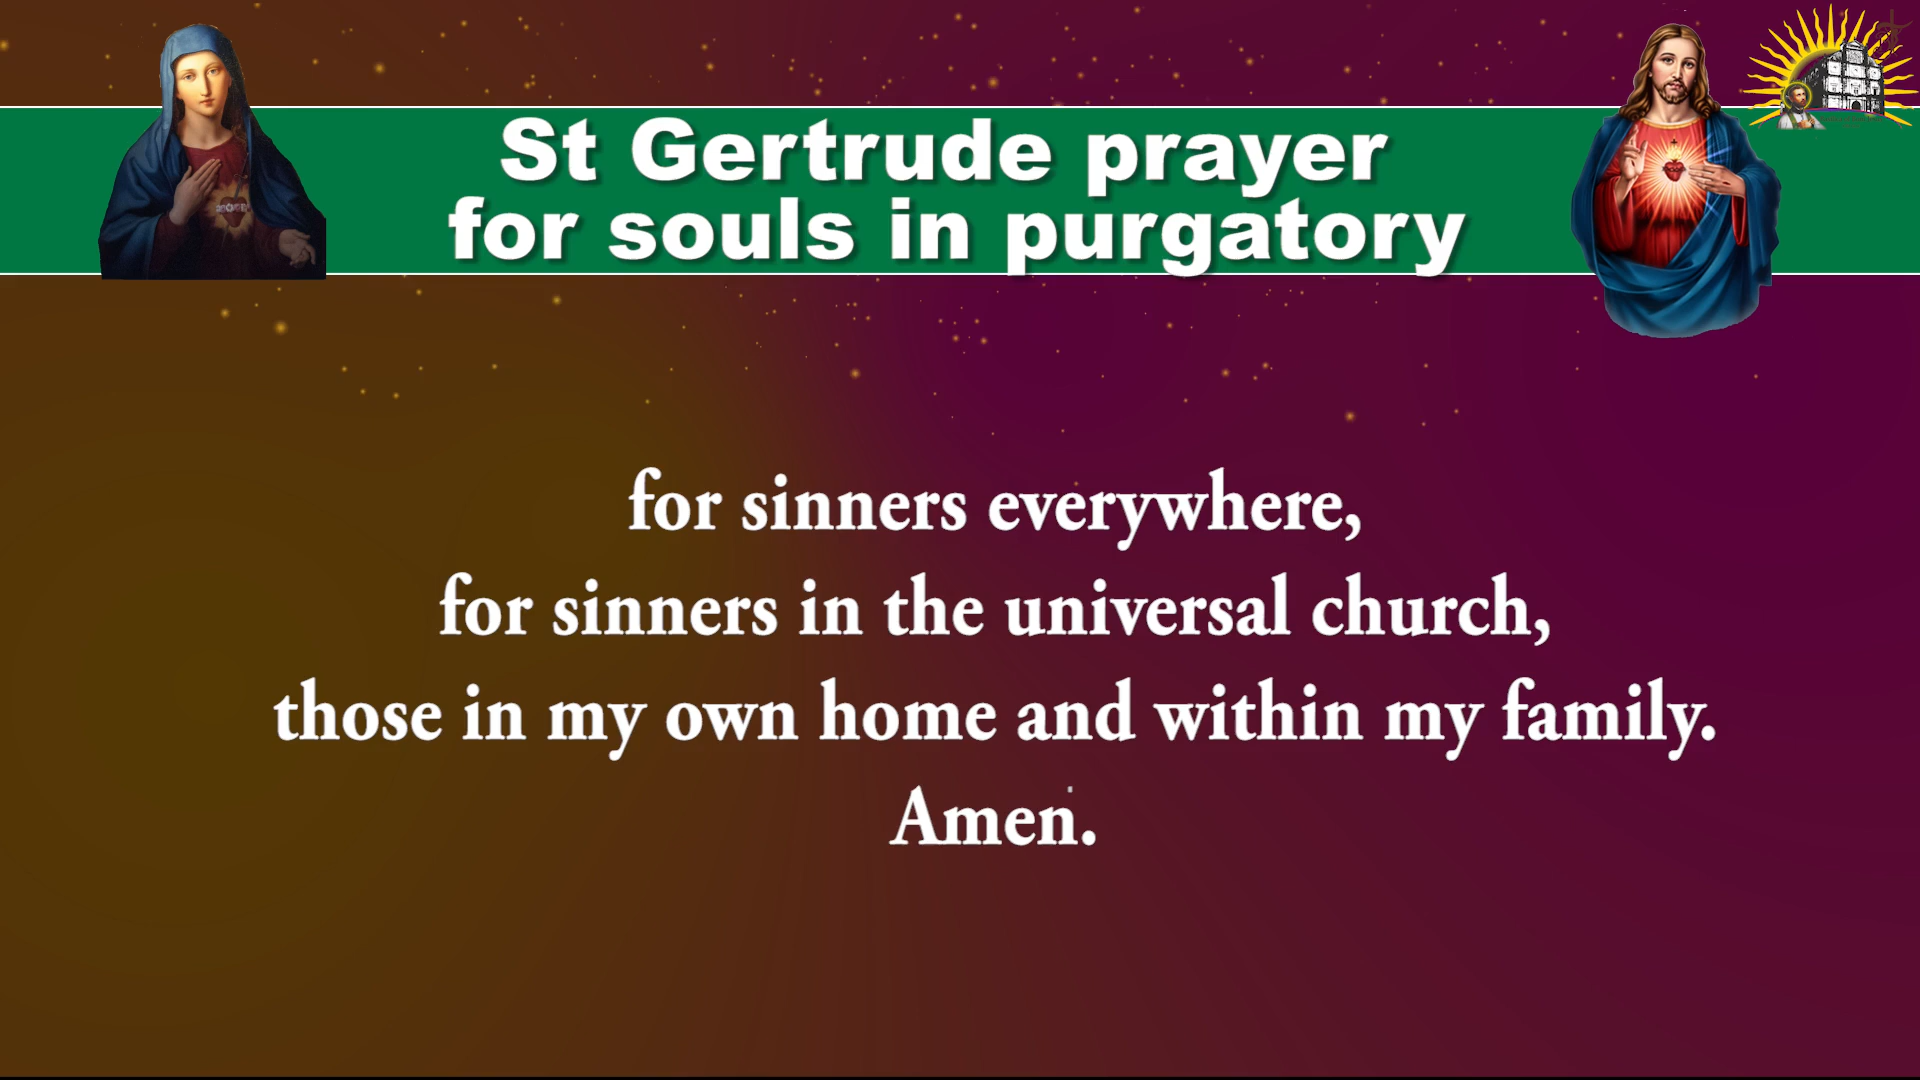 St Gertrude prayer
for souls in purgatory
for sinners everywhere,
for sinners in the universal church,
those in my own home and within my family.
Amen.